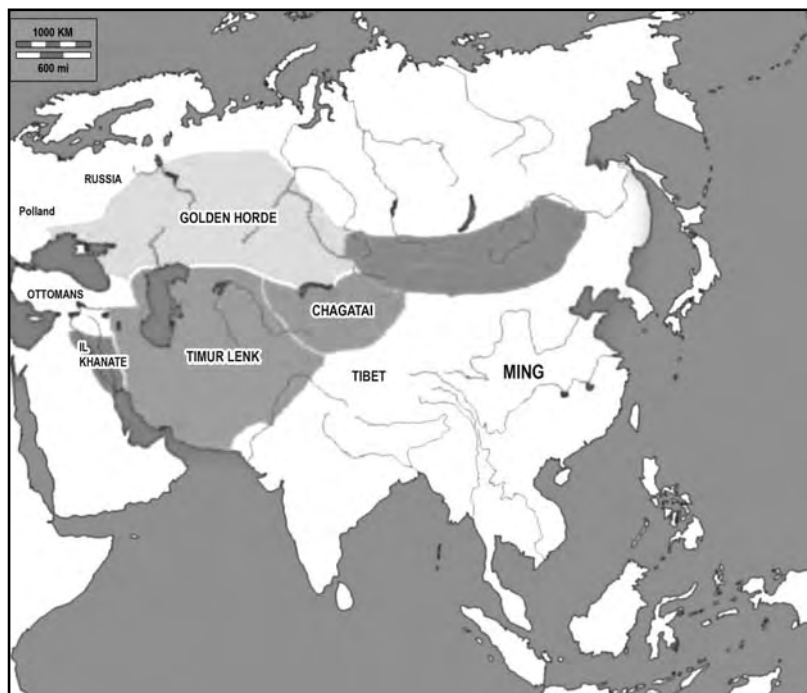 1000 KM
600 mi
RUSSIA
Polland
GOLDEN HORDE
OTTOMANS
CHAGATAI
IL
KHANATE
TIMUR LENK
TIBET
MING